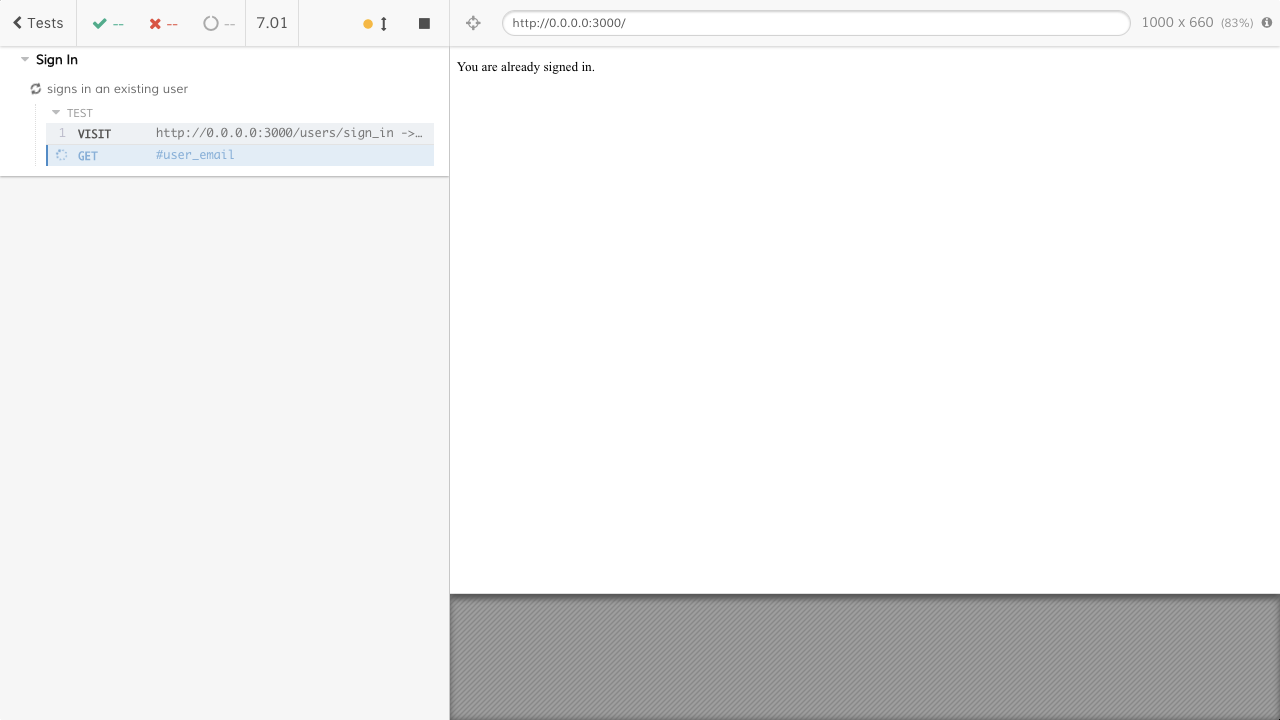 Tests -- -- -- 7.01
http://0.0.0.0:3000/ 1000 x 660 (83%)
Sign In
signs in an existing user
TEST
1 VISIT http://0.0.0.0:3000/users/sign_in ->…
GET #user_email
You are already signed in.